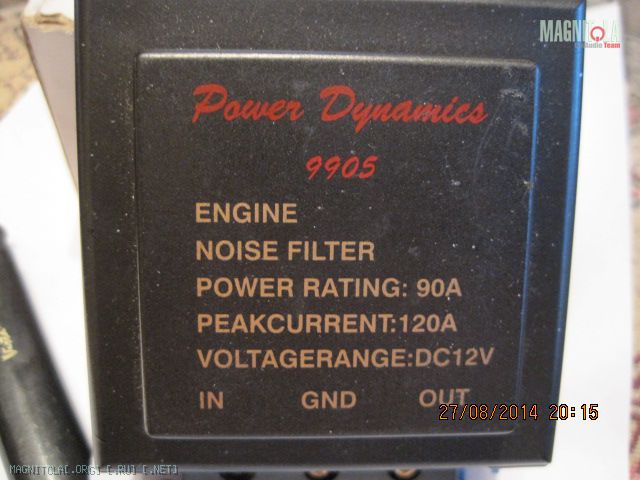 MAGNITOLA
Car Audio Team
Power Dynamics
9905
ENGINE
NOISE FILTER
POWER RATING: 90A
PEAKCURRENT:120A
VOLTAGERANGE:DC12V
IN GND OUT
27/08/2014 20:15
MAGNITOLA[.ORG] [.RU] [.NET]